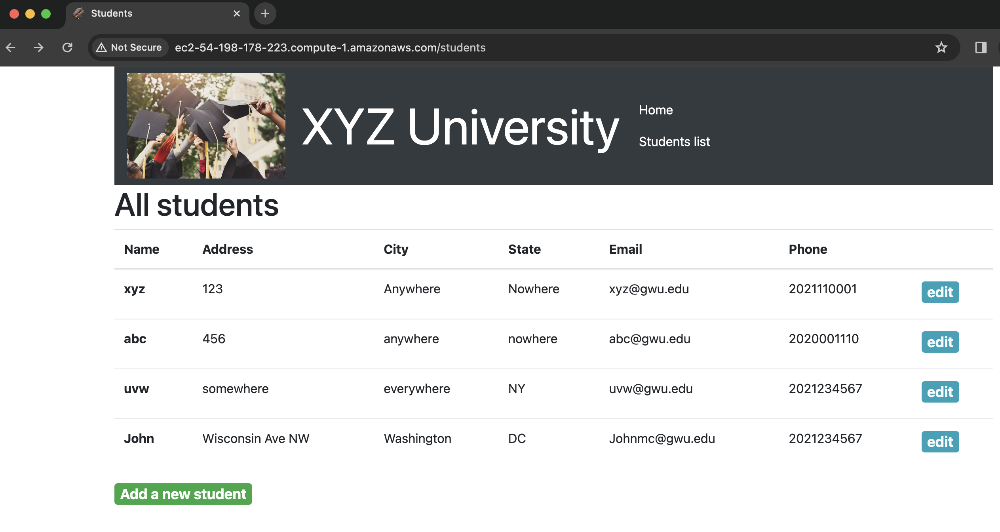 Students
Not Secure ec2-54-198-178-223.compute-1.amazonaws.com/students
XYZ University
Home
Students list
All students
Name Address City State Email Phone
xyz 123 Anywhere Nowhere xyz@gwu.edu 2021110001 edit
abc 456 anywhere nowhere abc@gwu.edu 2020001110 edit
uvw somewhere everywhere NY uvw@gwu.edu 2021234567 edit
John Wisconsin Ave NW Washington DC Johnmc@gwu.edu 2021234567 edit
Add a new student